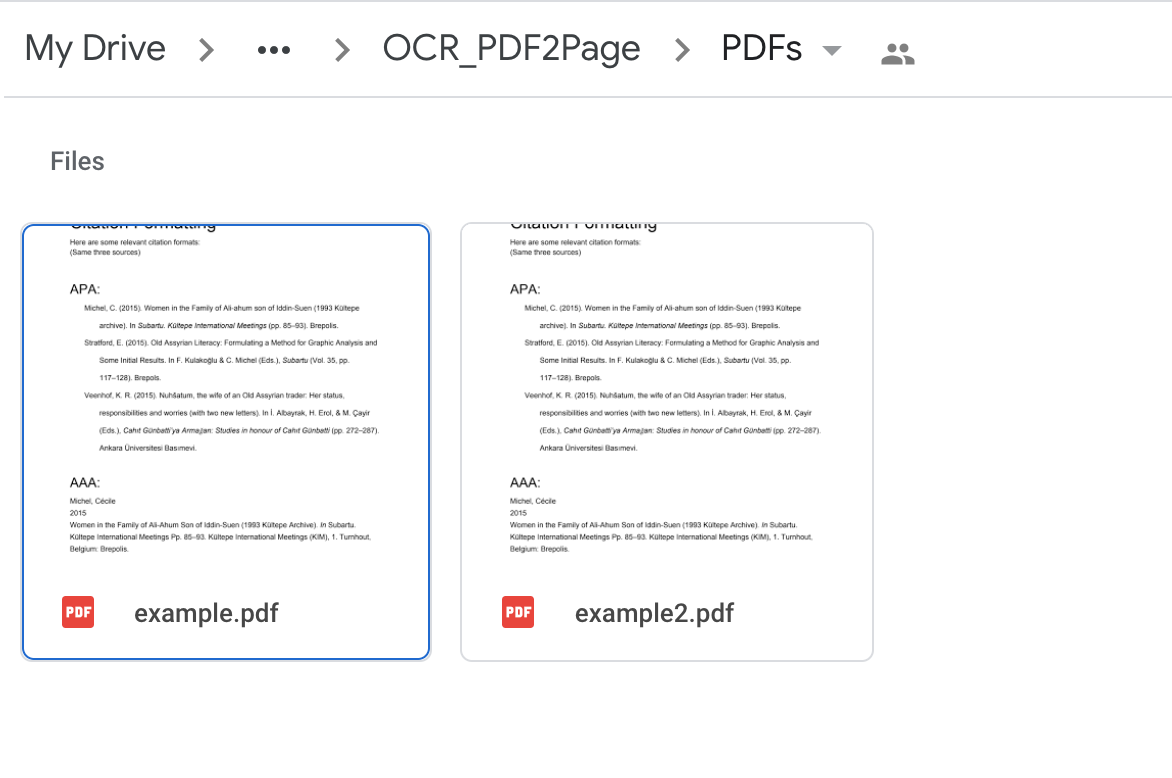 My Drive > ••• > OCR_PDF2Page > PDFs
Files
Citation Formatting
Here are some relevant citation formats:
(Same three sources)
APA:
Michel, C. (2015). Women in the Family of Ali-ahum son of Iddin-Suen (1993 Kültepe
archive). In Subartu. Kültepe International Meetings (pp. 85–93). Brepolis.
Stratford, E. (2015). Old Assyrian Literacy: Formulating a Method for Graphic Analysis and
Some Initial Results. In F. Kulakoğlu & C. Michel (Eds.), Subartu (Vol. 35, pp.
117–128). Brepols.
Veenhof, K. R. (2015). Nuhšatum, the wife of an Old Assyrian trader: Her status,
responsibilities and worries (with two new letters). In İ. Albayrak, H. Erol, & M. Çayir
(Eds.), Cahit Günbatti'ya Armağan: Studies in honour of Cahit Günbatti (pp. 272–287).
Ankara Üniversitesi Basımevi.
AAA:
Michel, Cécile
2015
Women in the Family of Ali-Ahum Son of Iddin-Suen (1993 Kültepe Archive). In Subartu.
Kültepe International Meetings Pp. 85–93. Kültepe International Meetings (KIM), 1. Turnhout,
Belgium: Brepolis.
PDF example.pdf
Citation Formatting
Here are some relevant citation formats:
(Same three sources)
APA:
Michel, C. (2015). Women in the Family of Ali-ahum son of Iddin-Suen (1993 Kültepe
archive). In Subartu. Kültepe International Meetings (pp. 85–93). Brepolis.
Stratford, E. (2015). Old Assyrian Literacy: Formulating a Method for Graphic Analysis and
Some Initial Results. In F. Kulakoğlu & C. Michel (Eds.), Subartu (Vol. 35, pp.
117–128). Brepols.
Veenhof, K. R. (2015). Nuhšatum, the wife of an Old Assyrian trader: Her status,
responsibilities and worries (with two new letters). In İ. Albayrak, H. Erol, & M. Çayir
(Eds.), Cahit Günbatti'ya Armağan: Studies in honour of Cahit Günbatti (pp. 272–287).
Ankara Üniversitesi Basımevi.
AAA:
Michel, Cécile
2015
Women in the Family of Ali-Ahum Son of Iddin-Suen (1993 Kültepe Archive). In Subartu.
Kültepe International Meetings Pp. 85–93. Kültepe International Meetings (KIM), 1. Turnhout,
Belgium: Brepolis.
PDF example2.pdf